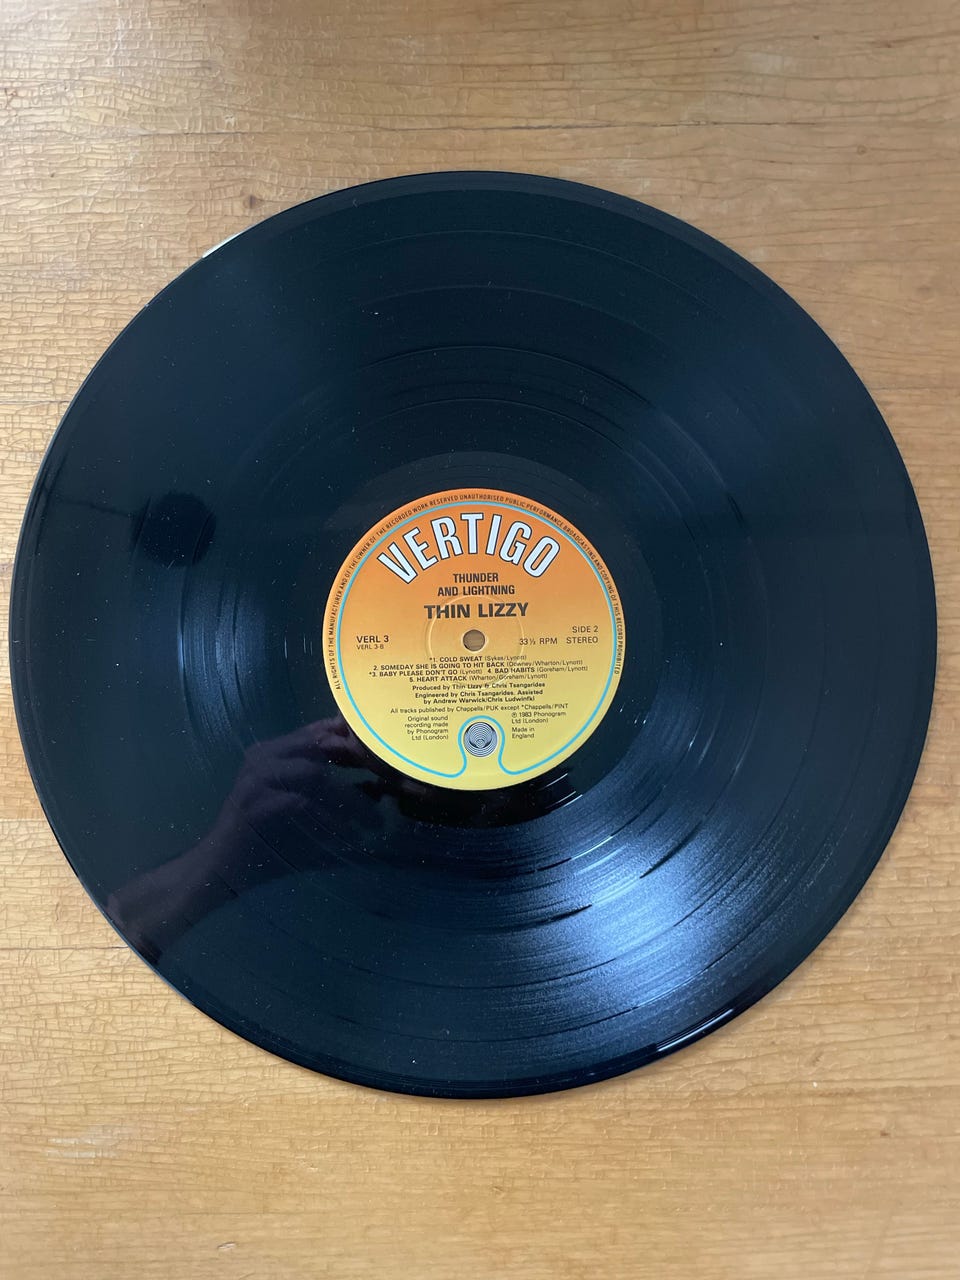 ALL RIGHTS OF THE MANUFACTURER AND OF THE OWNER OF THE RECORDED WORK RESERVED UNAUTHORISED PUBLIC PERFORMANCE BROADCASTING AND COPYING OF THIS RECORD PROHIBITED
VERTIGO
THUNDER
AND LIGHTNING
THIN LIZZY
SIDE 2
VERL 3 33⅓ RPM STEREO
VERL 3-B
*1. COLD SWEAT (Sykes/Lynott)
2. SOMEDAY SHE IS GOING TO HIT BACK (Downey/Wharton/Lynott)
*3. BABY PLEASE DON'T GO (Lynott) 4. BAD HABITS (Goreham/Lynott)
5. HEART ATTACK (Wharton/Goreham/Lynott)
Produced by Thin Lizzy & Chris Tsangarides
Engineered by Chris Tsangarides. Assisted
by Andrew Warwick/Chris Ludwinfki
All tracks published by Chappells/PUK except *Chappells/PINT
Original sound
recording made
by Phonogram
Ltd (London)
℗ 1983 Phonogram
Ltd (London)
Made in
England